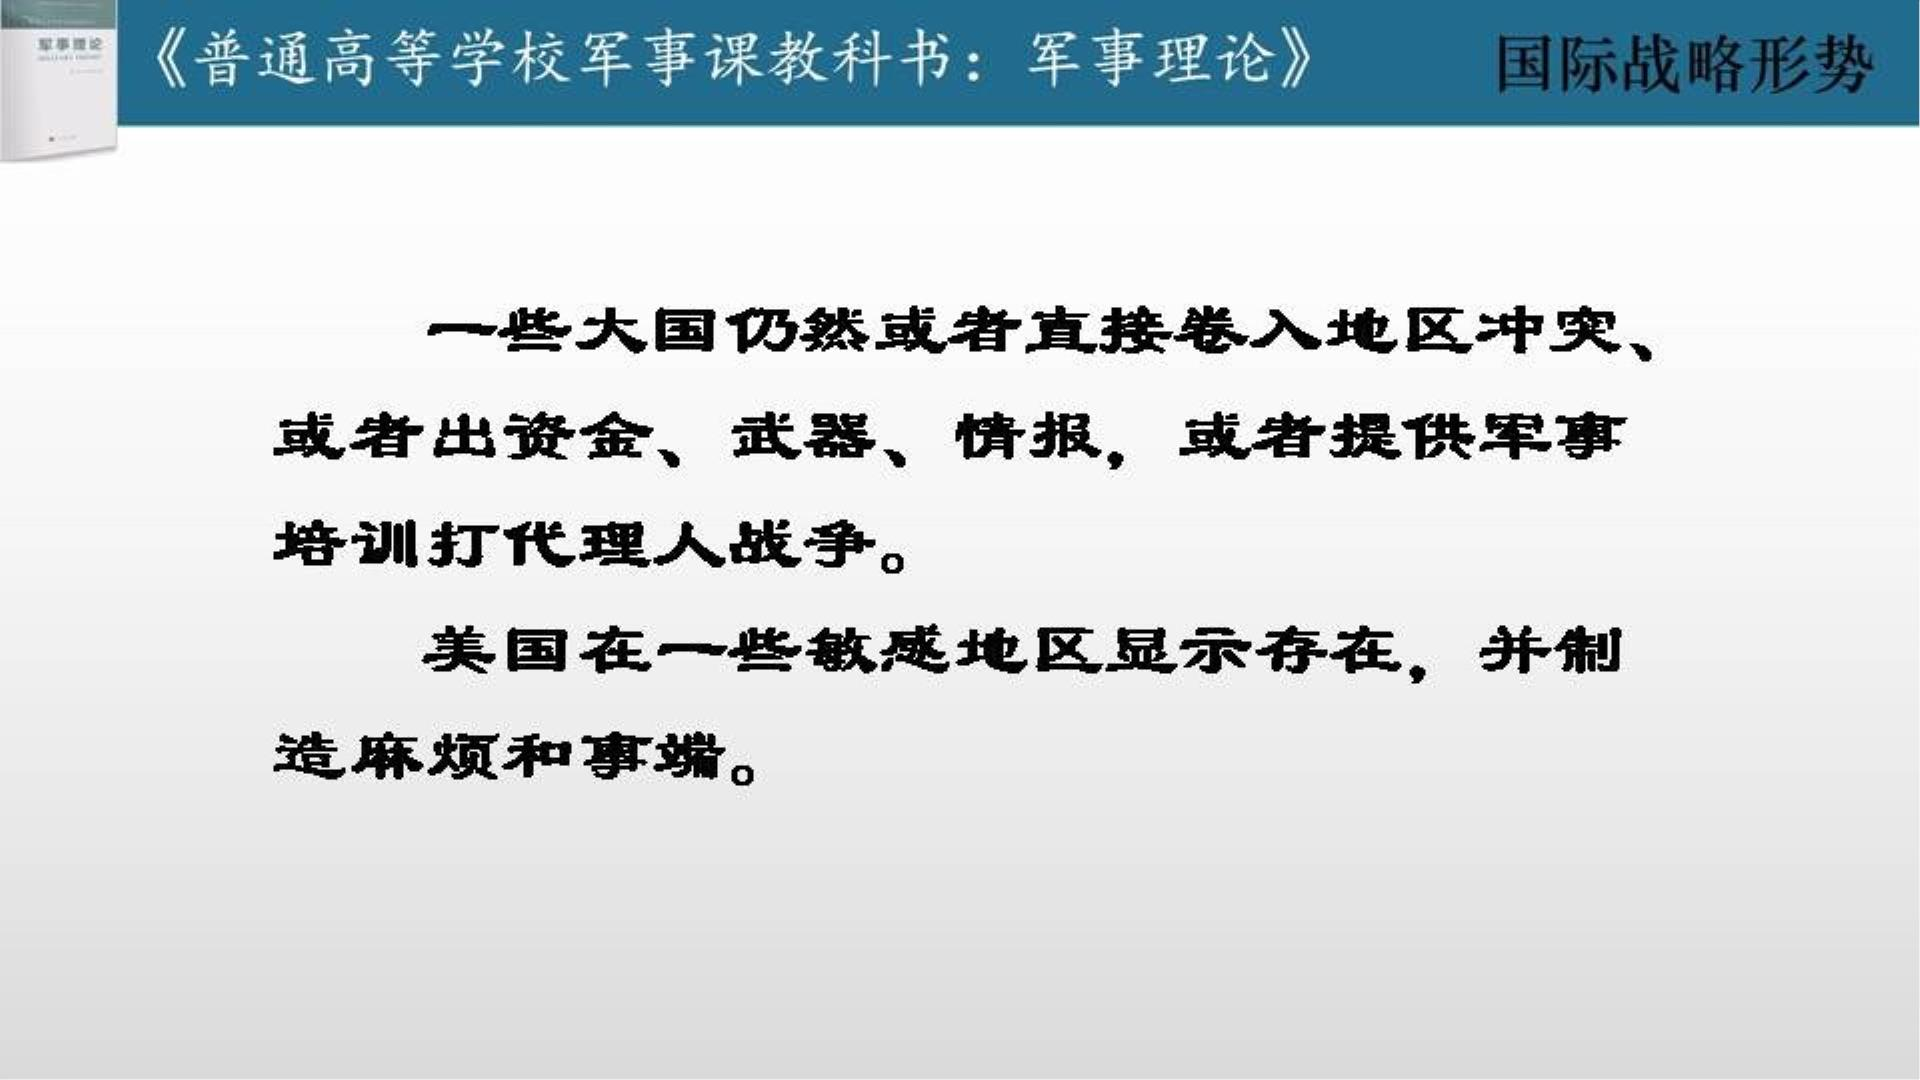 军事理论
《普通高等学校军事课教科书：军事理论》
国际战略形势
一些大国仍然或者直接卷入地区冲突、
或者出资金、武器、情报，或者提供军事
培训打代理人战争。
美国在一些敏感地区显示存在，并制
造麻烦和事端。